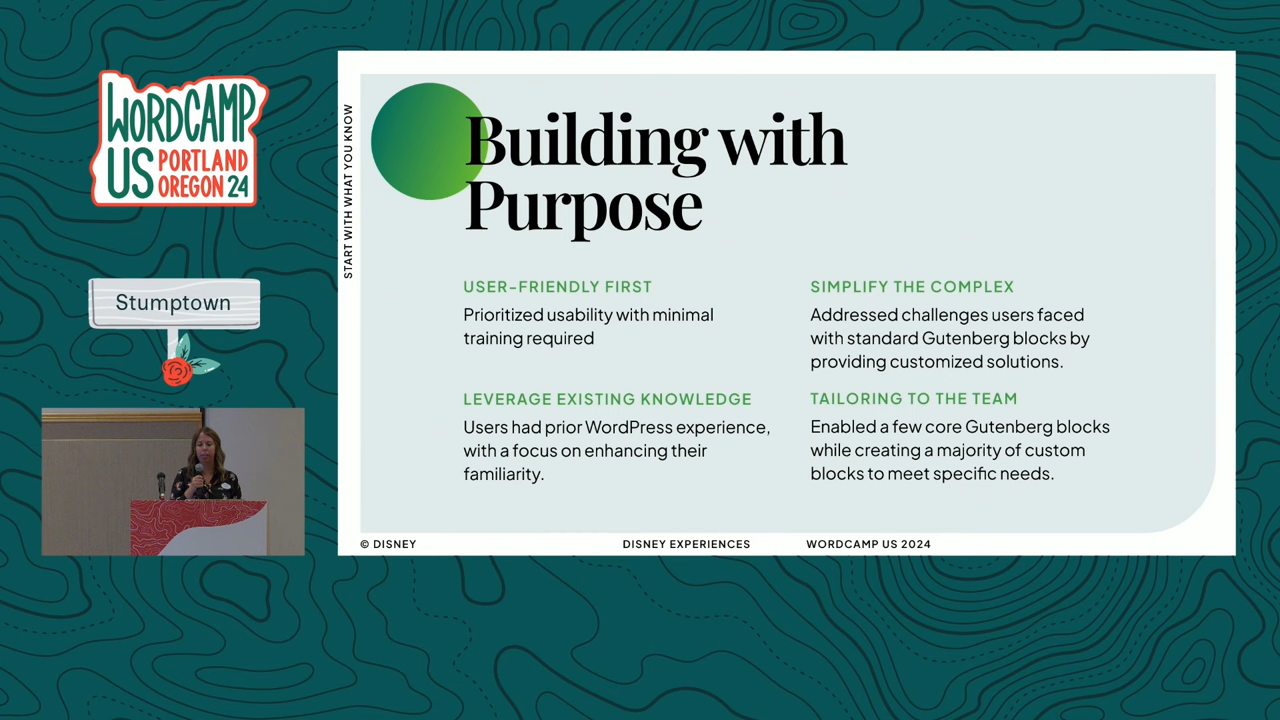 WORDCAMP
US PORTLAND
OREGON 24
Stumptown
START WITH WHAT YOU KNOW
Building with
Purpose
USER-FRIENDLY FIRST
Prioritized usability with minimal
training required
SIMPLIFY THE COMPLEX
Addressed challenges users faced
with standard Gutenberg blocks by
providing customized solutions.
LEVERAGE EXISTING KNOWLEDGE
Users had prior WordPress experience,
with a focus on enhancing their
familiarity.
TAILORING TO THE TEAM
Enabled a few core Gutenberg blocks
while creating a majority of custom
blocks to meet specific needs.
© DISNEY
DISNEY EXPERIENCES
WORDCAMP US 2024